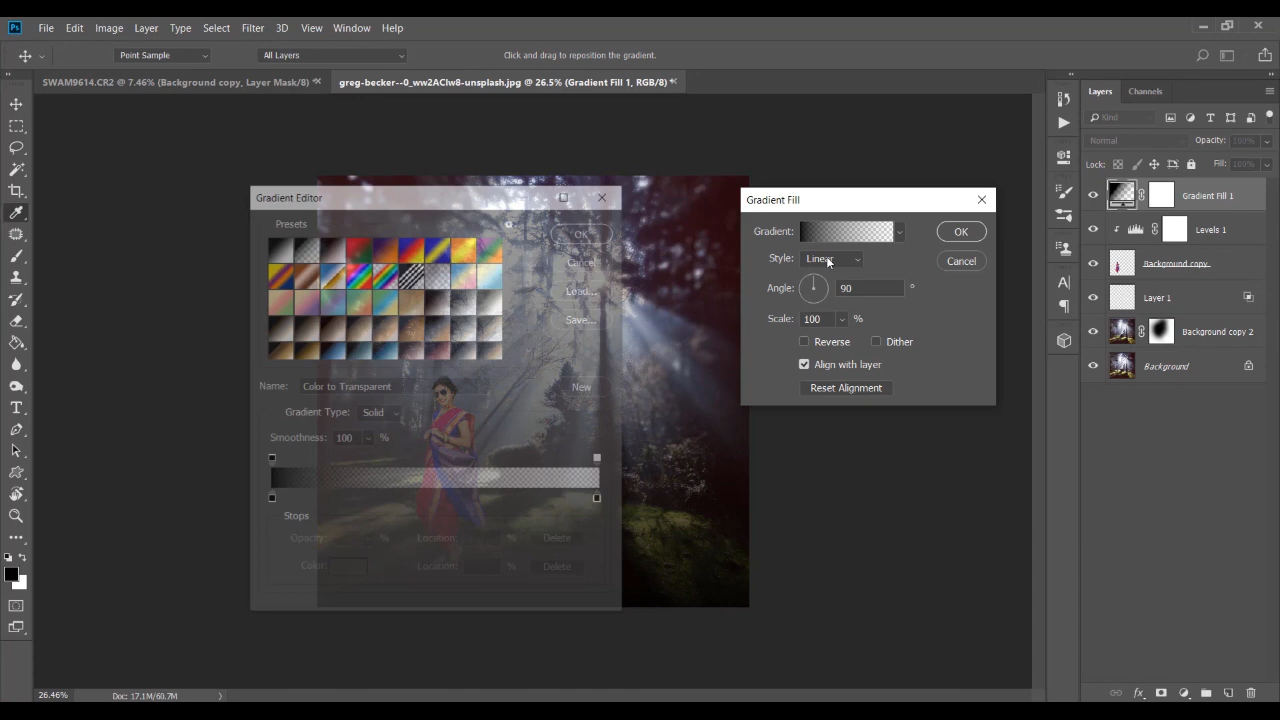 Ps File Edit Image Layer Type Select Filter 3D View Window Help
Point Sample All Layers Click and drag to reposition the gradient.
SWAM9614.CR2 @ 7.46% (Background copy, Layer Mask/8) greg-becker--0_ww2AClw8-unsplash.jpg @ 26.5% (Gradient Fill 1, RGB/8) *
Gradient Editor
Presets
OK
Cancel
Load...
Save...
Name: Color to Transparent New
Gradient Type: Solid
Smoothness: 100 %
Stops
Opacity: % Location: % Delete
Color: Location: % Delete
Gradient Fill
Gradient: OK
Style: Linear Cancel
Angle: 90 °
Scale: 100 %
Reverse Dither
Align with layer
Reset Alignment
Layers Channels
Kind
Normal Opacity: 100%
Lock: Fill: 100%
Gradient Fill 1
Levels 1
Background copy
Layer 1
Background copy 2
Background
fx
26.46% Doc: 17.1M/60.7M